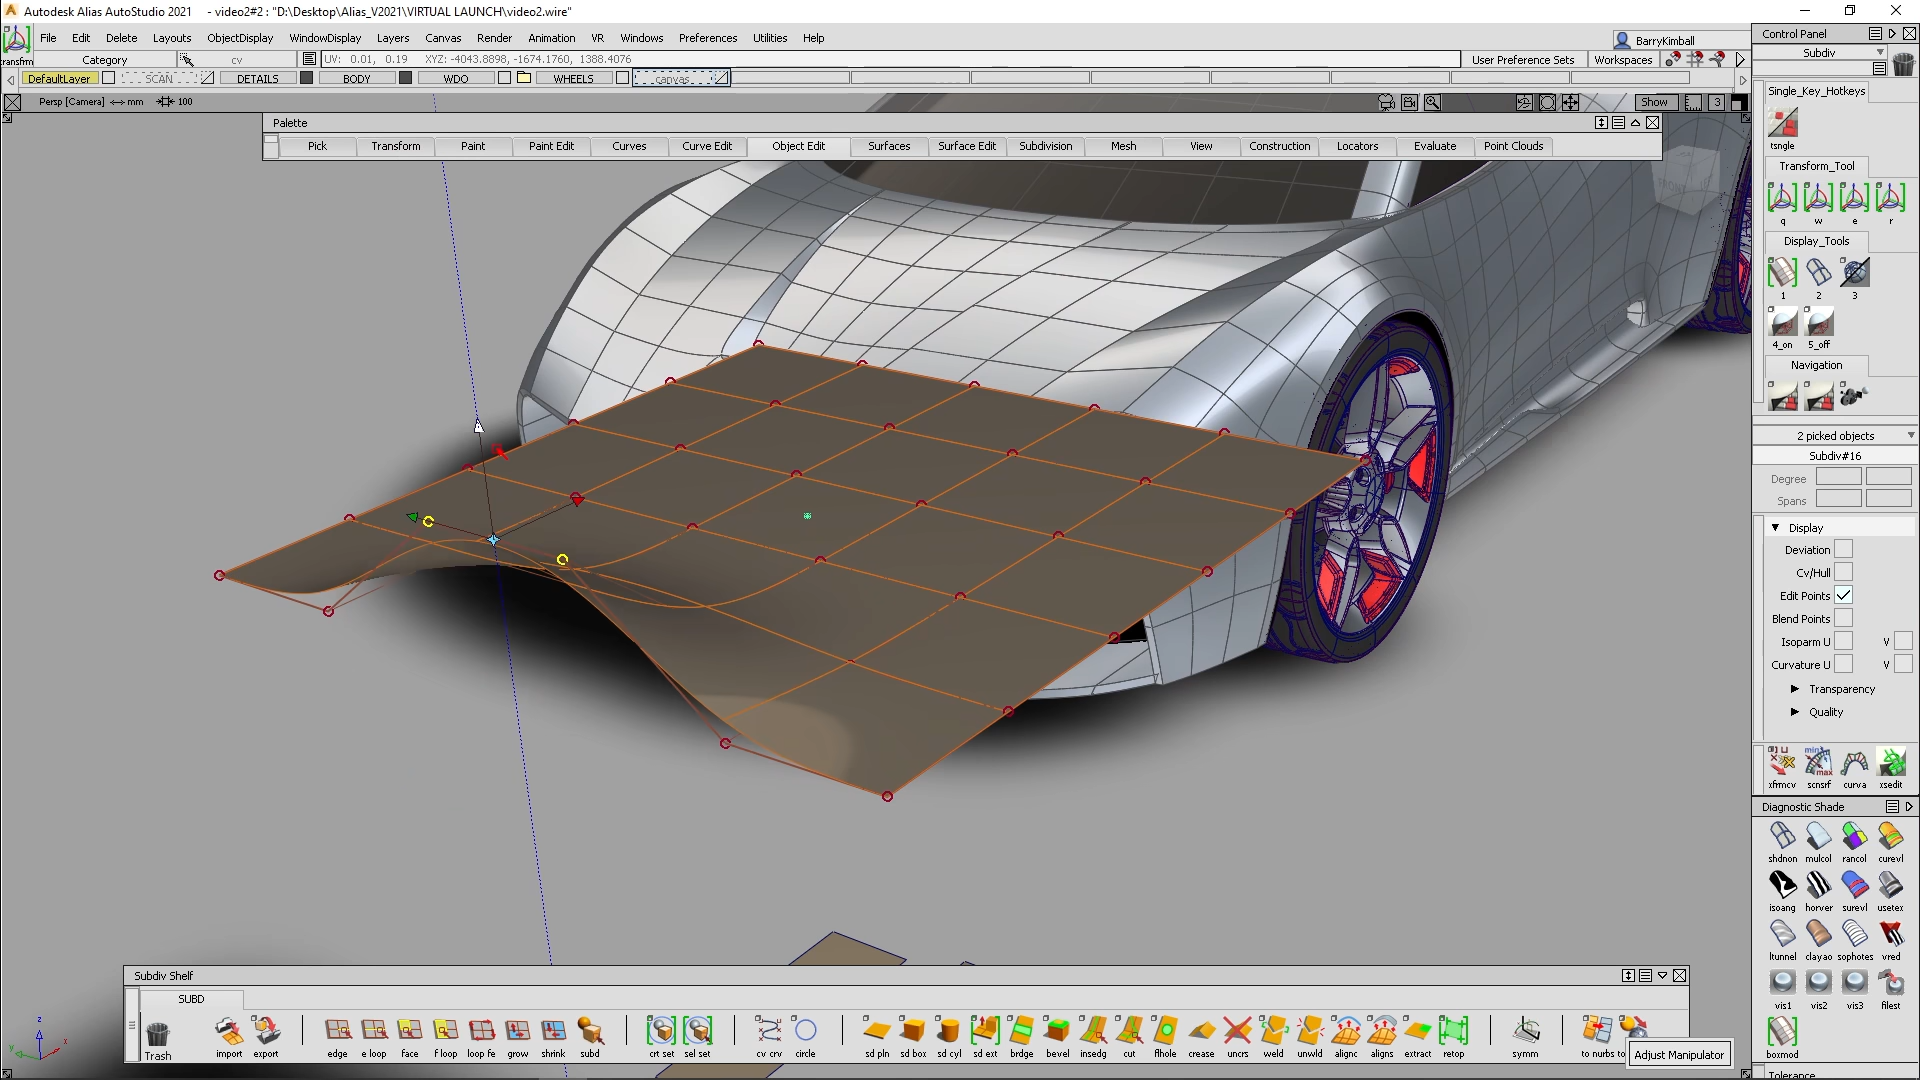 Autodesk Alias AutoStudio 2021 - video2#2 : "D:\Desktop\Alias_V2021\VIRTUAL LAUNCH\video2.wire"
File Edit Delete Layouts ObjectDisplay WindowDisplay Layers Canvas Render Animation VR Windows Preferences Utilities Help
BarryKimball
transfrm Category cv UV: 0.01, 0.19 XYZ: -4043.8898, -1674.1760, 1388.4076 User Preference Sets Workspaces
DefaultLayer SCAN DETAILS BODY WDO WHEELS canvas
Persp [Camera] mm 100 Show 3
Palette
Pick Transform Paint Paint Edit Curves Curve Edit Object Edit Surfaces Surface Edit Subdivision Mesh View Construction Locators Evaluate Point Clouds
Control Panel
Subdiv
Single_Key_Hotkeys
tsngle
Transform_Tool
q w e r
Display_Tools
1 2 3
4_on 5_off
Navigation
2 picked objects
Subdiv#16
Degree
Spans
Display
Deviation
Cv/Hull
Edit Points
Blend Points
Isoparm U V
Curvature U V
Transparency
Quality
xfrmcv scnsrf curva xsedit
Diagnostic Shade
shdnon mulcol rancol curevl
isoang horver surevl usetex
ltunnel clayao sophotes vred
vis1 vis2 vis3 filest
boxmod
Tolerance
Subdiv Shelf
SUBD
Trash import export edge e loop face f loop loop fe grow shrink subd crt set sel set cv crv circle sd pln sd box sd cyl sd ext brdge bevel insedg cut flhole crease uncrs weld unwld alignc aligns extract retop symm to nurbs to
Adjust Manipulator
z
y x